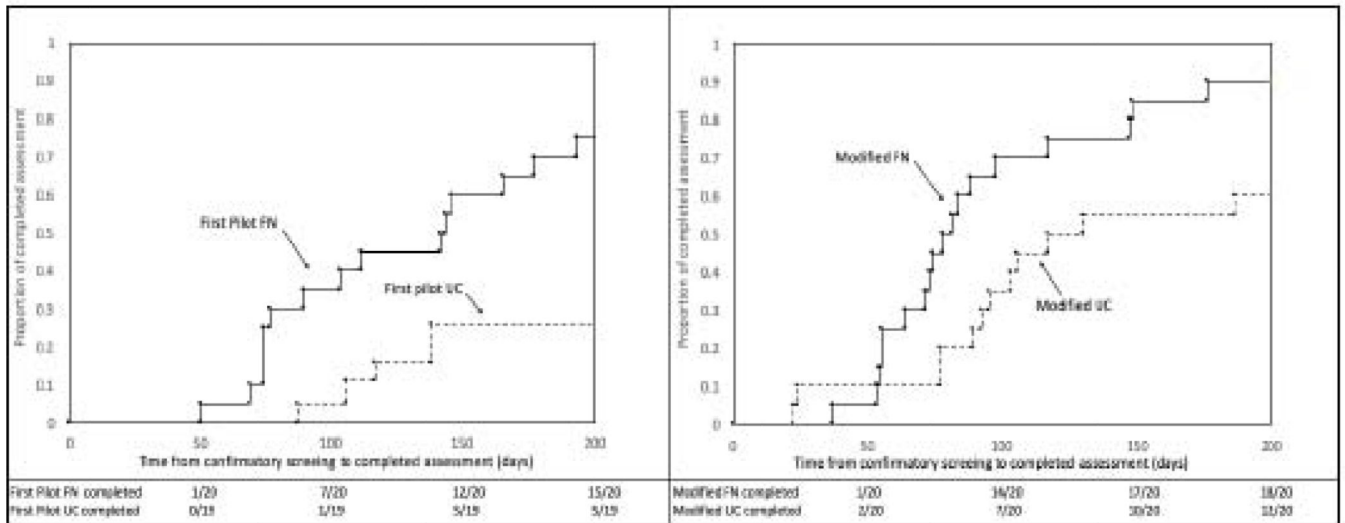 1
0.9
0.8
0.7
0.6
0.5
0.4
0.3
0.2
0.1
0
Proportion of completed assessment
First Pilot FN
First pilot UC
0 50 100 150 200
Time from confirmatory screeing to completed assessment (days)
First Pilot FN completed 1/20 7/20 12/20 15/20
First Pilot UC completed 0/19 1/19 5/19 5/19
1
0.9
0.8
0.7
0.6
0.5
0.4
0.3
0.2
0.1
0
Proportion of completed assessment
Modified FN
Modified UC
0 50 100 150 200
Time from confirmatory screeing to completed assessment (days)
Modified FN completed 1/20 14/20 17/20 18/20
Modified UC completed 2/20 7/20 12/20